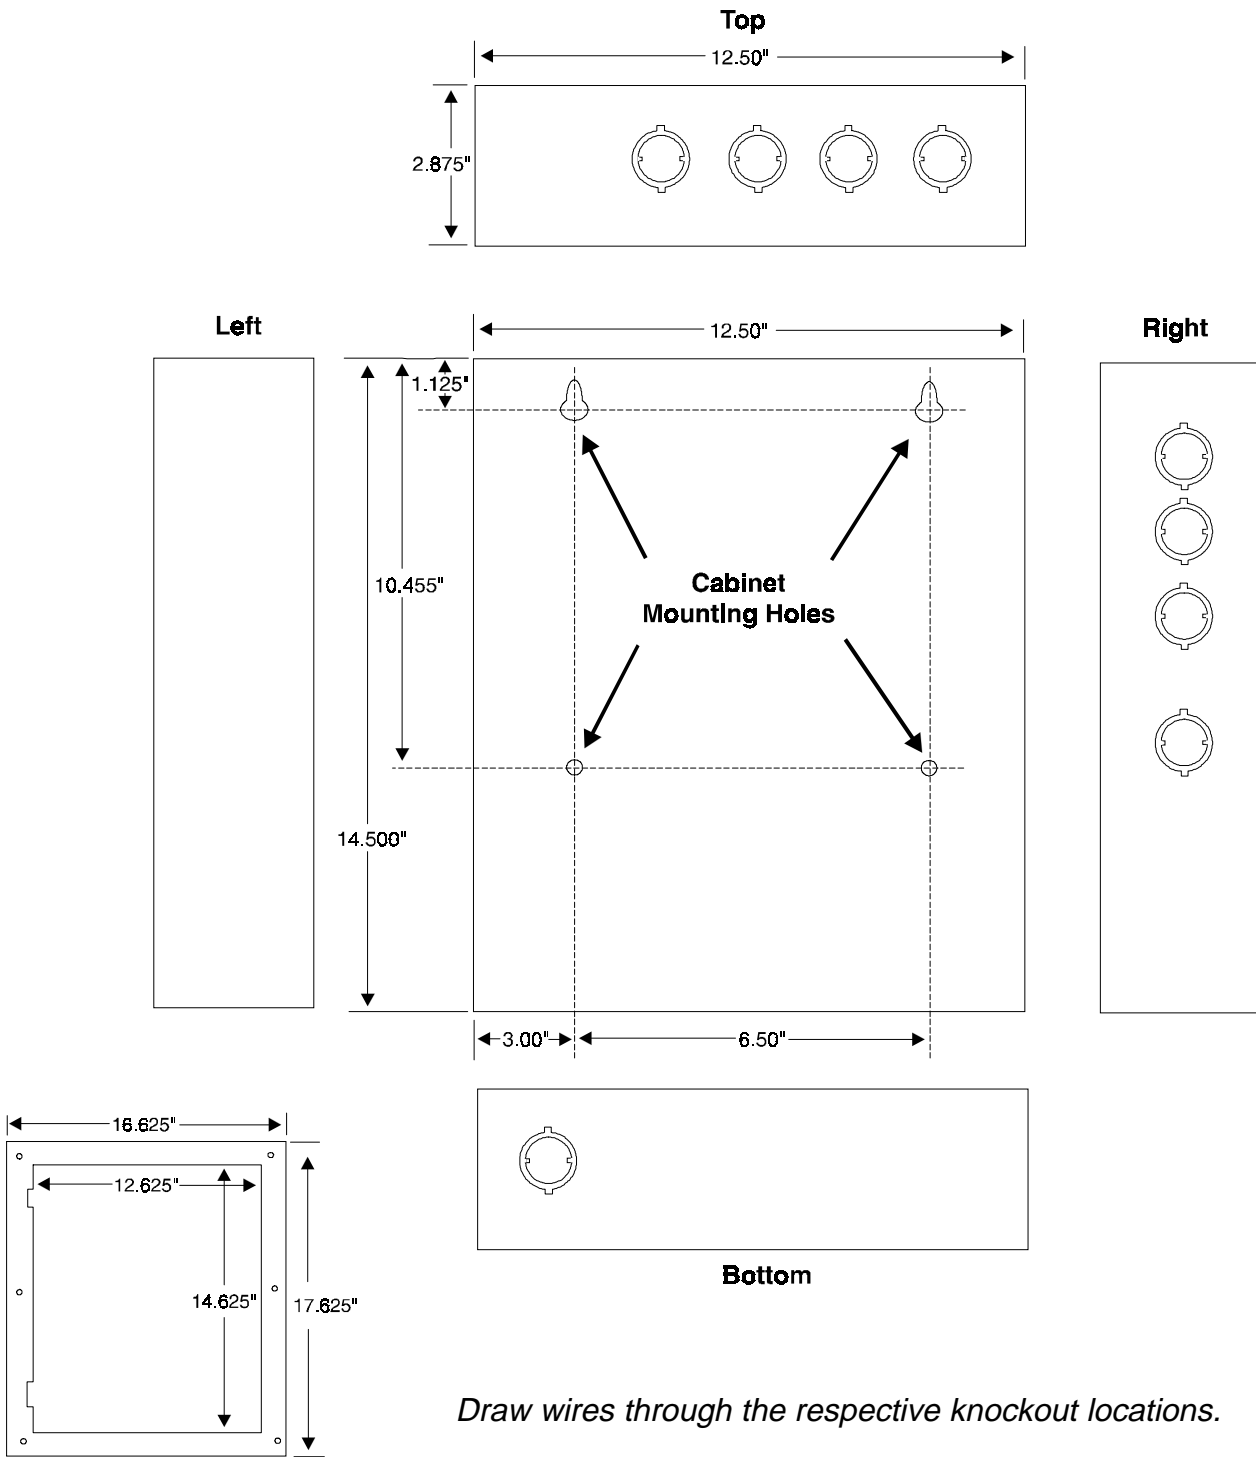 Top
12.50"
2.875"
Left
12.50"
Right
1.125"
10.455"
Cabinet
Mounting Holes
14.500"
3.00"
6.50"
16.625"
12.625"
14.625"
17.625"
Bottom
Draw wires through the respective knockout locations.